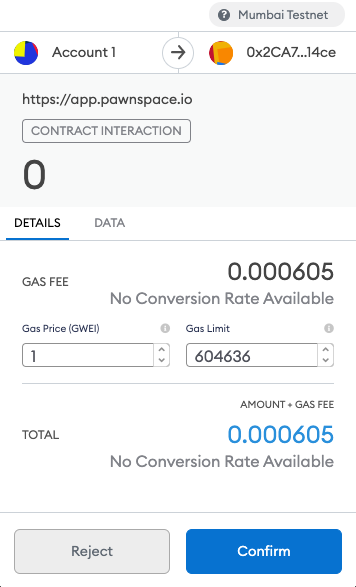 Mumbai Testnet
Account 1
0x2CA7...14ce
https://app.pawnspace.io
CONTRACT INTERACTION
0
DETAILS
DATA
GAS FEE
0.000605
No Conversion Rate Available
Gas Price (GWEI)
Gas Limit
1
604636
AMOUNT + GAS FEE
TOTAL
0.000605
No Conversion Rate Available
Reject
Confirm